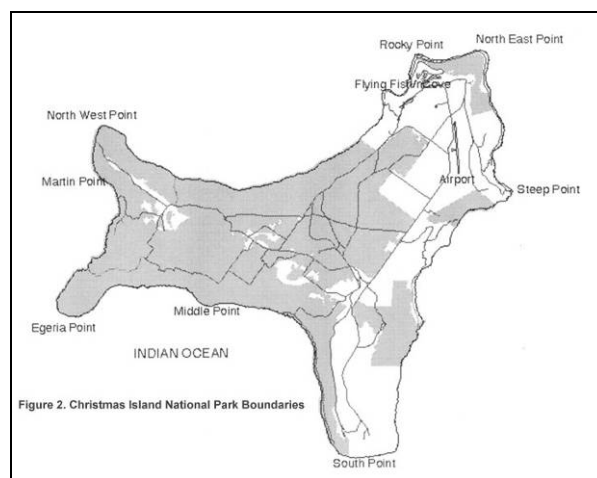 Rocky Point
North East Point
Flying Fish Cove
North West Point
Martin Point
Airport
Steep Point
Middle Point
Egeria Point
INDIAN OCEAN
Figure 2. Christmas Island National Park Boundaries
South Point